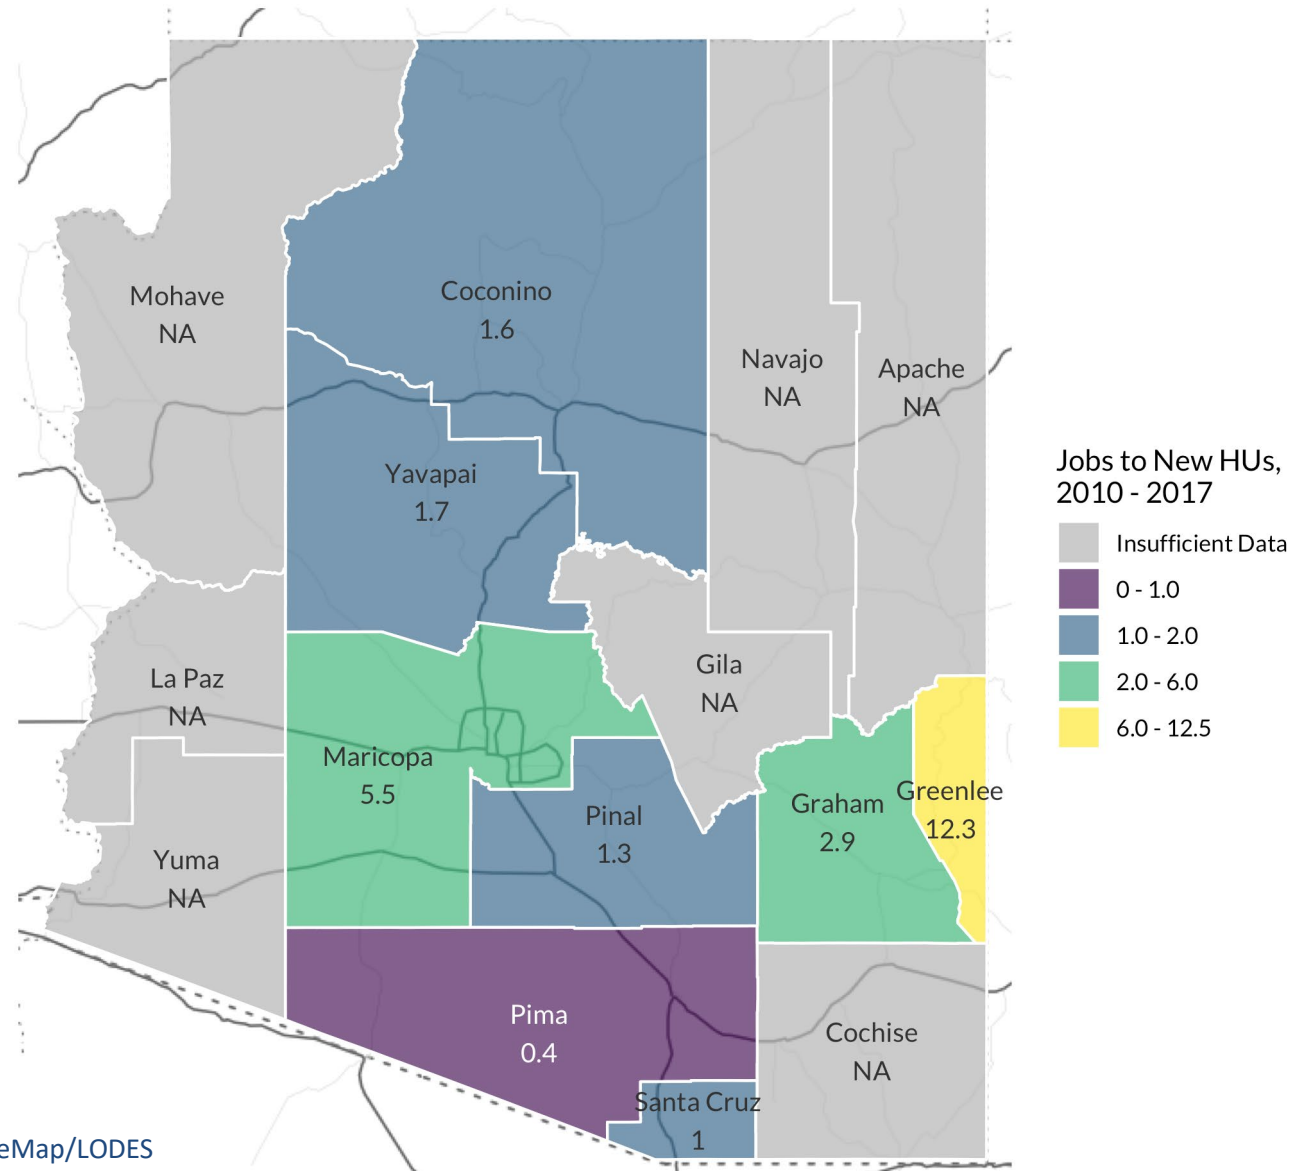 Mohave
NA
Coconino
1.6
Navajo
NA
Apache
NA
Yavapai
1.7
La Paz
NA
Gila
NA
Maricopa
5.5
Pinal
1.3
Graham
2.9
Greenlee
12.3
Yuma
NA
Pima
0.4
Cochise
NA
Santa Cruz
1
Jobs to New HUs,
2010 - 2017
Insufficient Data
0 - 1.0
1.0 - 2.0
2.0 - 6.0
6.0 - 12.5
eMap/LODES